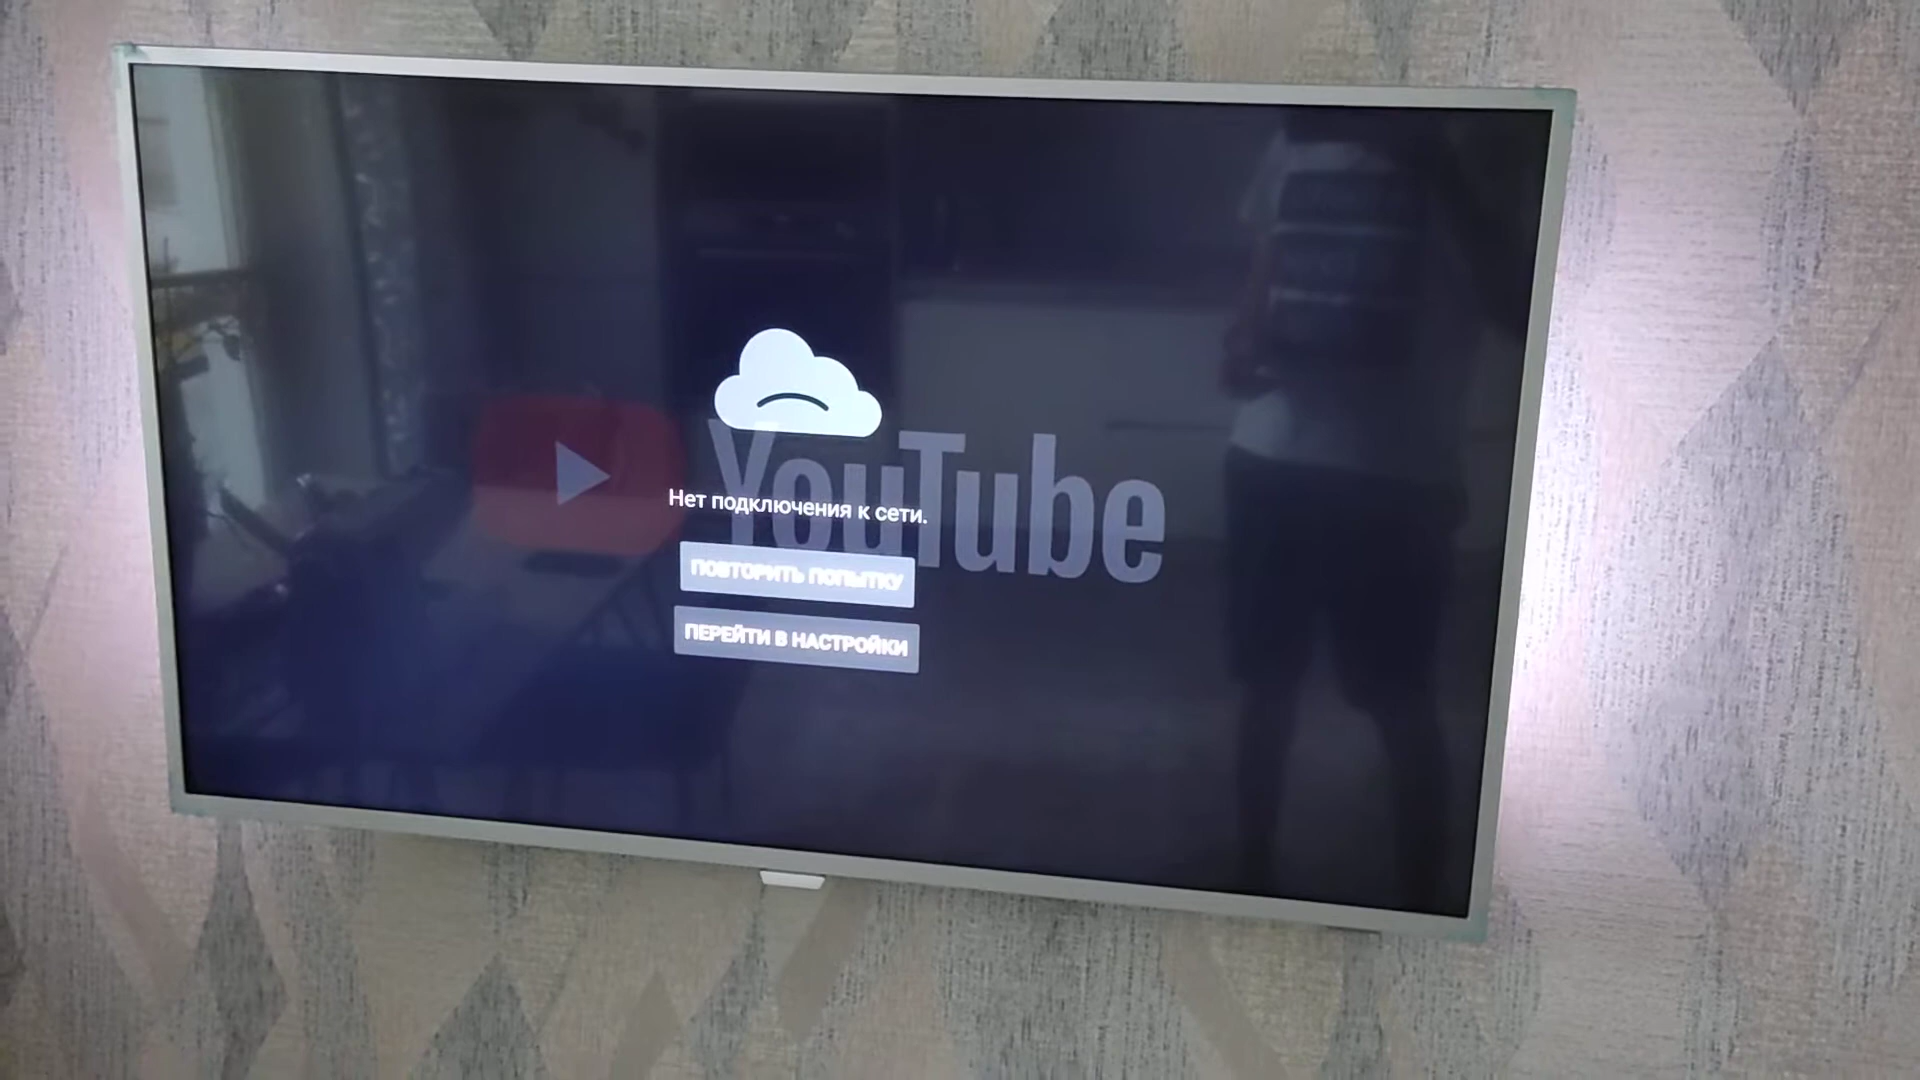 YouTube
Нет подключения к сети.
ПОВТОРИТЬ ПОПЫТКУ
ПЕРЕЙТИ В НАСТРОЙКИ